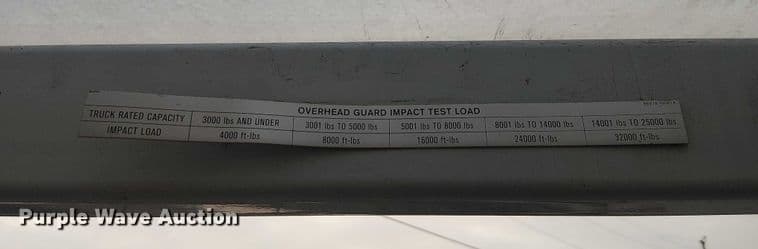 OVERHEAD GUARD IMPACT TEST LOAD
TRUCK RATED CAPACITY 3000 lbs AND UNDER 3001 lbs TO 5000 lbs 5001 lbs TO 8000 lbs 8001 lbs TO 14000 lbs 14001 lbs TO 25000 lbs
IMPACT LOAD 4000 ft-lbs 8000 ft-lbs 16000 ft-lbs 24000 ft-lbs 32000 ft-lbs
Purple Wave Auction